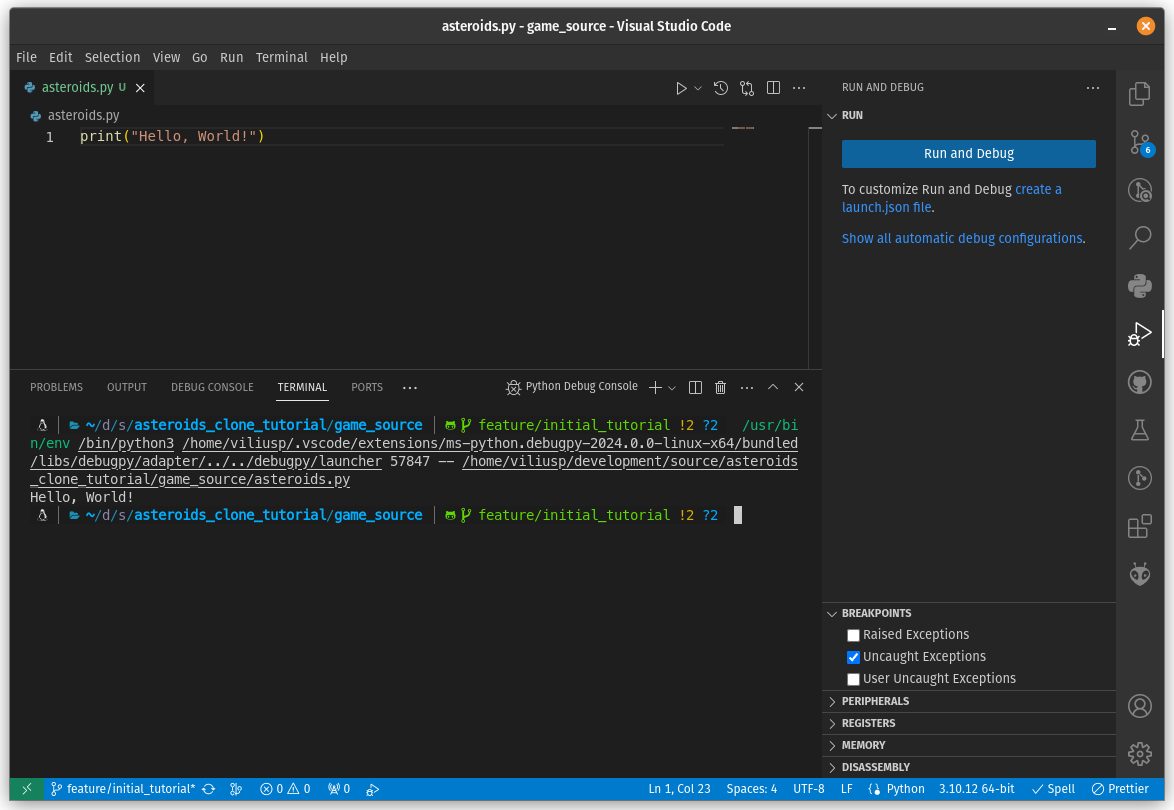 asteroids.py - game_source - Visual Studio Code
File Edit Selection View Go Run Terminal Help
asteroids.py U
asteroids.py
1 print("Hello, World!")
RUN AND DEBUG
RUN
Run and Debug
To customize Run and Debug create a
launch.json file.
Show all automatic debug configurations.
6
PROBLEMS OUTPUT DEBUG CONSOLE TERMINAL PORTS
Python Debug Console
~/d/s/asteroids_clone_tutorial/game_source feature/initial_tutorial !2 ?2 /usr/bi
n/env /bin/python3 /home/viliusp/.vscode/extensions/ms-python.debugpy-2024.0.0-linux-x64/bundled
/libs/debugpy/adapter/../../debugpy/launcher 57847 -- /home/viliusp/development/source/asteroids
_clone_tutorial/game_source/asteroids.py
Hello, World!
~/d/s/asteroids_clone_tutorial/game_source feature/initial_tutorial !2 ?2
BREAKPOINTS
Raised Exceptions
Uncaught Exceptions
User Uncaught Exceptions
PERIPHERALS
REGISTERS
MEMORY
DISASSEMBLY
feature/initial_tutorial* 0 0 0 Ln 1, Col 23 Spaces: 4 UTF-8 LF Python 3.10.12 64-bit Spell Prettier